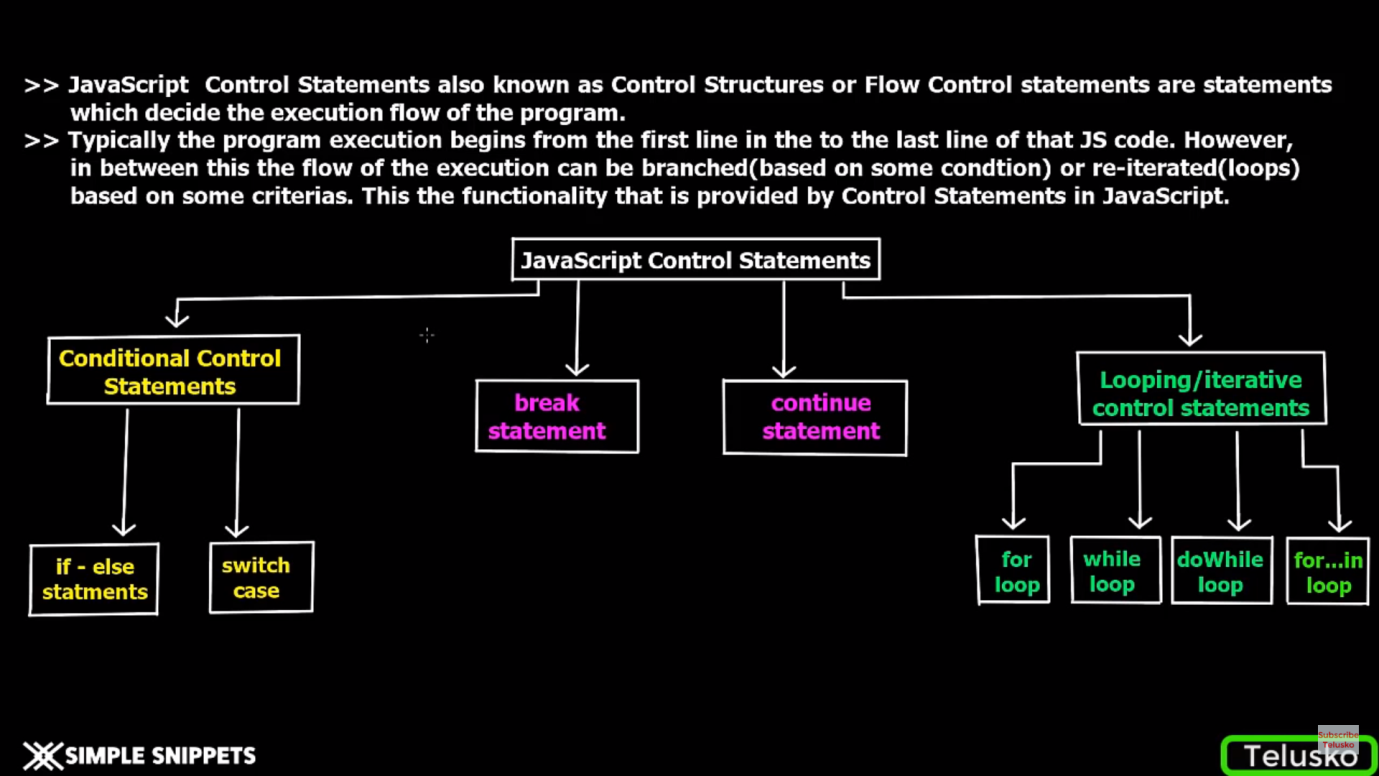 >> JavaScript  Control Statements also known as Control Structures or Flow Control statements are statements
which decide the execution flow of the program.
>> Typically the program execution begins from the first line in the to the last line of that JS code. However,
in between this the flow of the execution can be branched(based on some condtion) or re-iterated(loops)
based on some criterias. This the functionality that is provided by Control Statements in JavaScript.
JavaScript Control Statements
Conditional Control
Statements
break
statement
continue
statement
Looping/iterative
control statements
if - else
statments
switch
case
for
loop
while
loop
doWhile
loop
for...in
loop
SIMPLE SNIPPETS
Subscribe
Telusko
Telusko